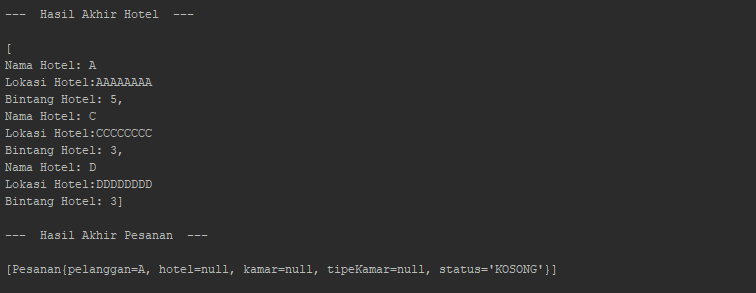 ---  Hasil Akhir Hotel  ---
[
Nama Hotel: A
Lokasi Hotel:AAAAAAAA
Bintang Hotel: 5,
Nama Hotel: C
Lokasi Hotel:CCCCCCCC
Bintang Hotel: 3,
Nama Hotel: D
Lokasi Hotel:DDDDDDDD
Bintang Hotel: 3]
---  Hasil Akhir Pesanan  ---
[Pesanan{pelanggan=A, hotel=null, kamar=null, tipeKamar=null, status='KOSONG'}]